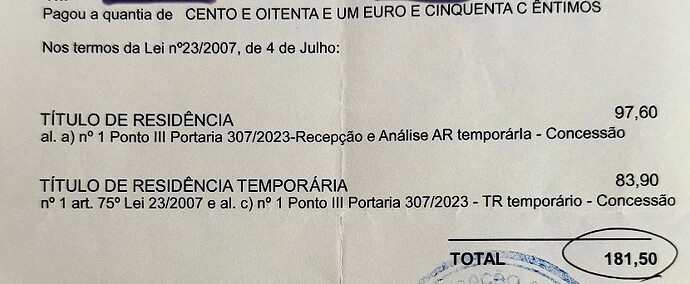 Pagou a quantia de CENTO E OITENTA E UM EURO E CINQUENTA C ÊNTIMOS
Nos termos da Lei nº23/2007, de 4 de Julho:
TÍTULO DE RESIDÊNCIA 97,60
al. a) nº 1 Ponto III Portaria 307/2023-Recepção e Análise AR temporárla - Concessão
TÍTULO DE RESIDÊNCIA TEMPORÁRIA 83,90
nº 1 art. 75º Lei 23/2007 e al. c) nº 1 Ponto III Portaria 307/2023 - TR temporário - Concessão
TOTAL 181,50